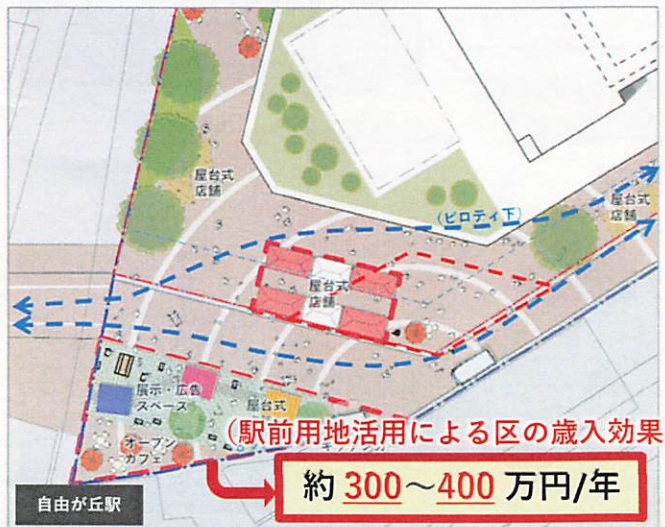 屋台式
店舗
(ピロティ下)
屋台式
店舗
屋台式
店舗
展示・広告
スペース
屋台式
オープン
カフェ
(駅前用地活用による区の歳入効果
約 300～400 万円/年
自由が丘駅